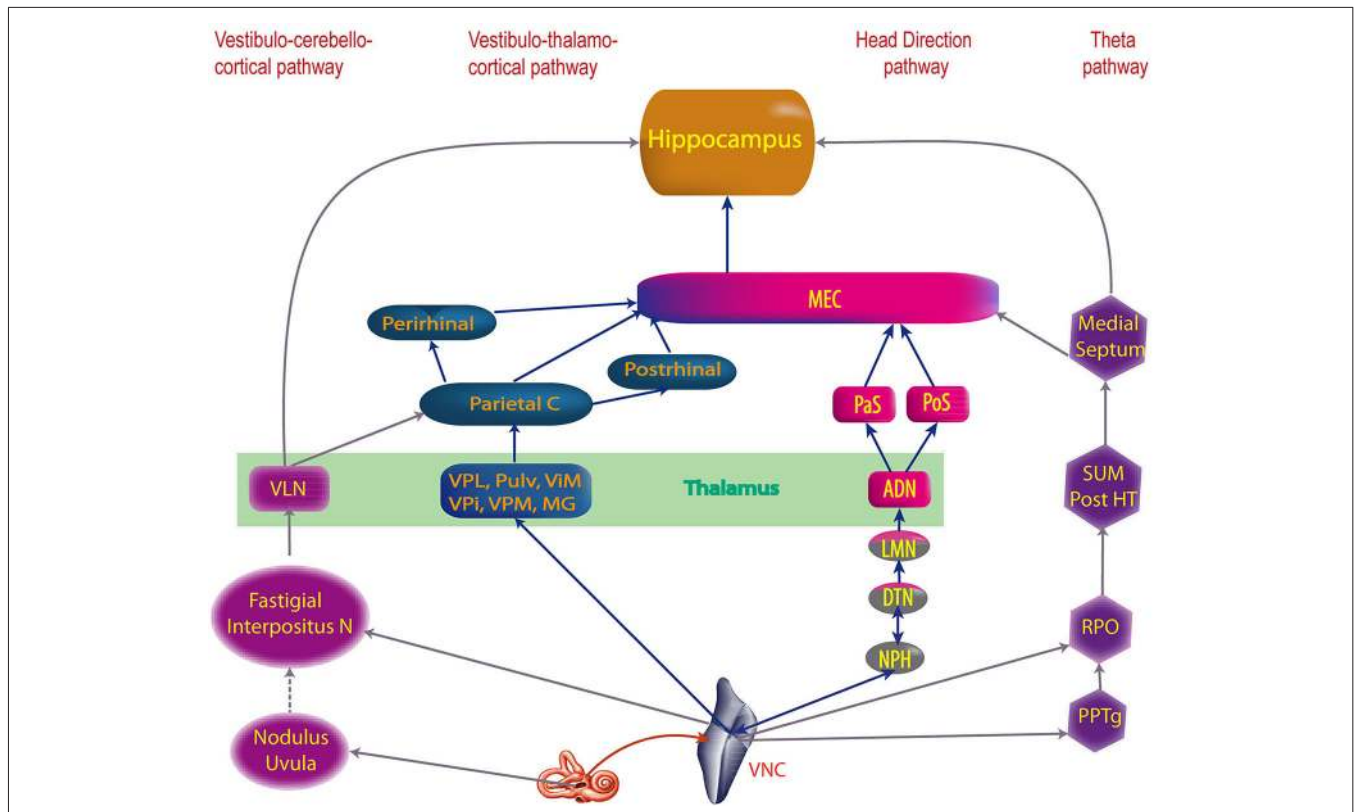 Vestibulo-cerebello-
cortical pathway
Vestibulo-thalamo-
cortical pathway
Head Direction
pathway
Theta
pathway
Hippocampus
MEC
Perirhinal
Postrhinal
Parietal C
Medial
Septum
PaS
PoS
VLN
VPL, Pulv, ViM
VPi, VPM, MG
Thalamus
ADN
SUM
Post HT
LMN
DTN
NPH
Fastigial
Interpositus N
RPO
PPTg
Nodulus
Uvula
VNC